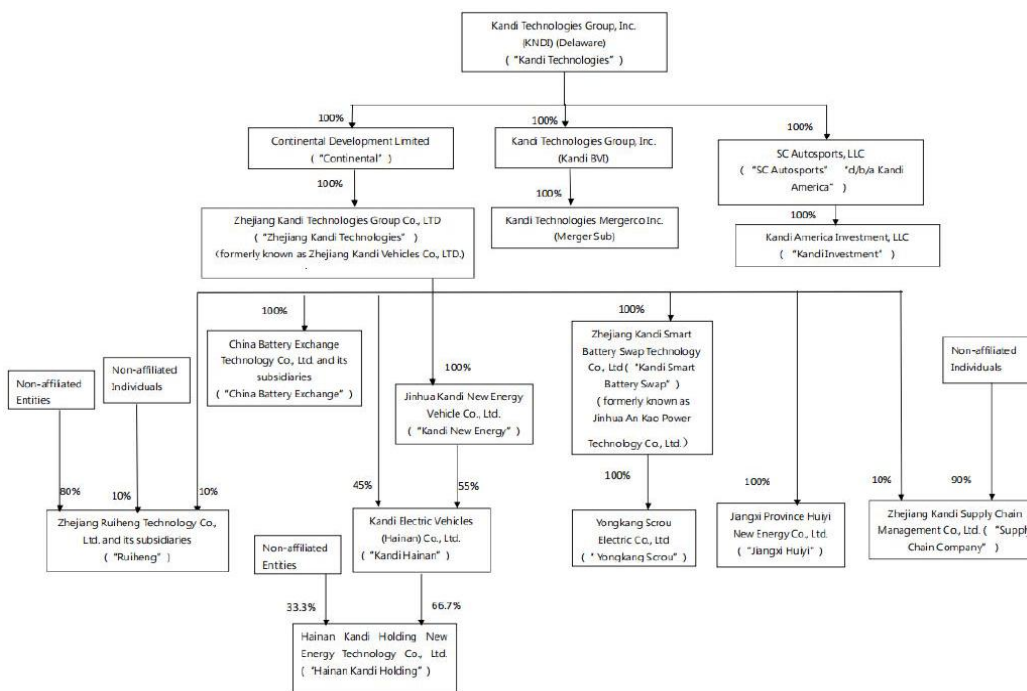 Kandi Technologies Group, Inc.
(KNDI) (Delaware)
( “Kandi Technologies” )
100%
100%
100%
Continental Development Limited
( “Continental” )
Kandi Technologies Group, Inc.
(Kandi BVI)
SC Autosports, LLC
( “SC Autosports” “d/b/a Kandi
America” )
100%
100%
100%
Zhejiang Kandi Technologies Group Co., LTD
( “Zhejiang Kandi Technologies” )
(formerly known as Zhejiang Kandi Vehicles Co., LTD.)
.
Kandi Technologies Mergerco Inc.
(Merger Sub)
Kandi America Investment, LLC
( “Kandi Investment” )
100%
100%
China Battery Exchange
Technology Co., Ltd. and its
subsidiaries
( “China Battery Exchange” )
Zhejiang Kandi Smart
Battery Swap Technology
Co., Ltd ( “Kandi Smart
Battery Swap” )
( formerly known as
Jinhua An Kao Power
Technology Co., Ltd.)
Non-affiliated
Entities
Non-affiliated
Individuals
Non-affiliated
Individuals
100%
Jinhua Kandi New Energy
Vehicle Co., Ltd.
( “Kandi New Energy” )
80%
10%
10%
45%
55%
100%
100%
10%
90%
Zhejiang Ruiheng Technology Co.,
Ltd. and its subsidiaries
( “Ruiheng” )
Kandi Electric Vehicles
(Hainan) Co., Ltd.
( “Kandi Hainan” )
Yongkang Scrou
Electric Co., Ltd
( “ Yongkang Scrou” )
Jiangxi Province Huiyi
New Energy Co., Ltd.
( “Jiangxi Huiyi” )
Zhejiang Kandi Supply Chain
Management Co., Ltd. ( “Supply
Chain Company” )
Non-affiliated
Entities
33.3%
66.7%
Hainan Kandi Holding New
Energy Technology Co., Ltd.
( “Hainan Kandi Holding” )